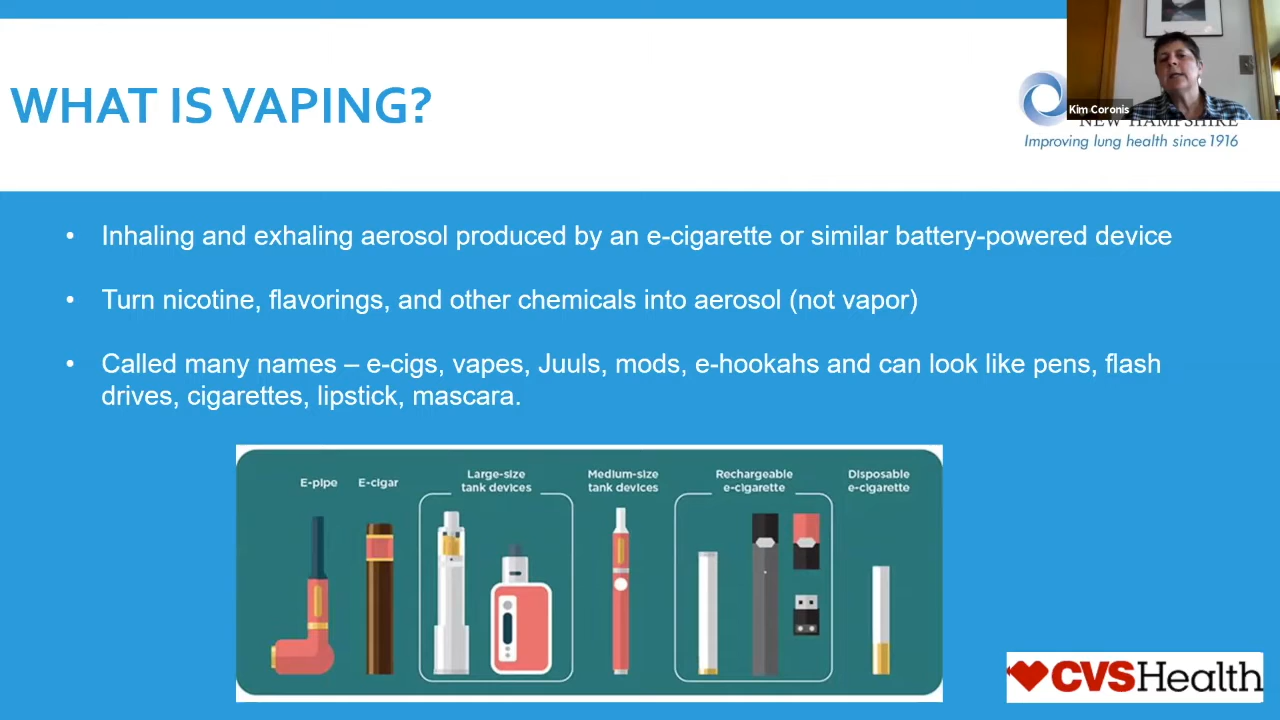 WHAT IS VAPING?
Kim Coronis
NEW HAMPSHIRE
Improving lung health since 1916
• Inhaling and exhaling aerosol produced by an e-cigarette or similar battery-powered device
• Turn nicotine, flavorings, and other chemicals into aerosol (not vapor)
• Called many names – e-cigs, vapes, Juuls, mods, e-hookahs and can look like pens, flash
drives, cigarettes, lipstick, mascara.
E-pipe
E-cigar
Large-size
tank devices
Medium-size
tank devices
Rechargeable
e-cigarette
Disposable
e-cigarette
CVSHealth